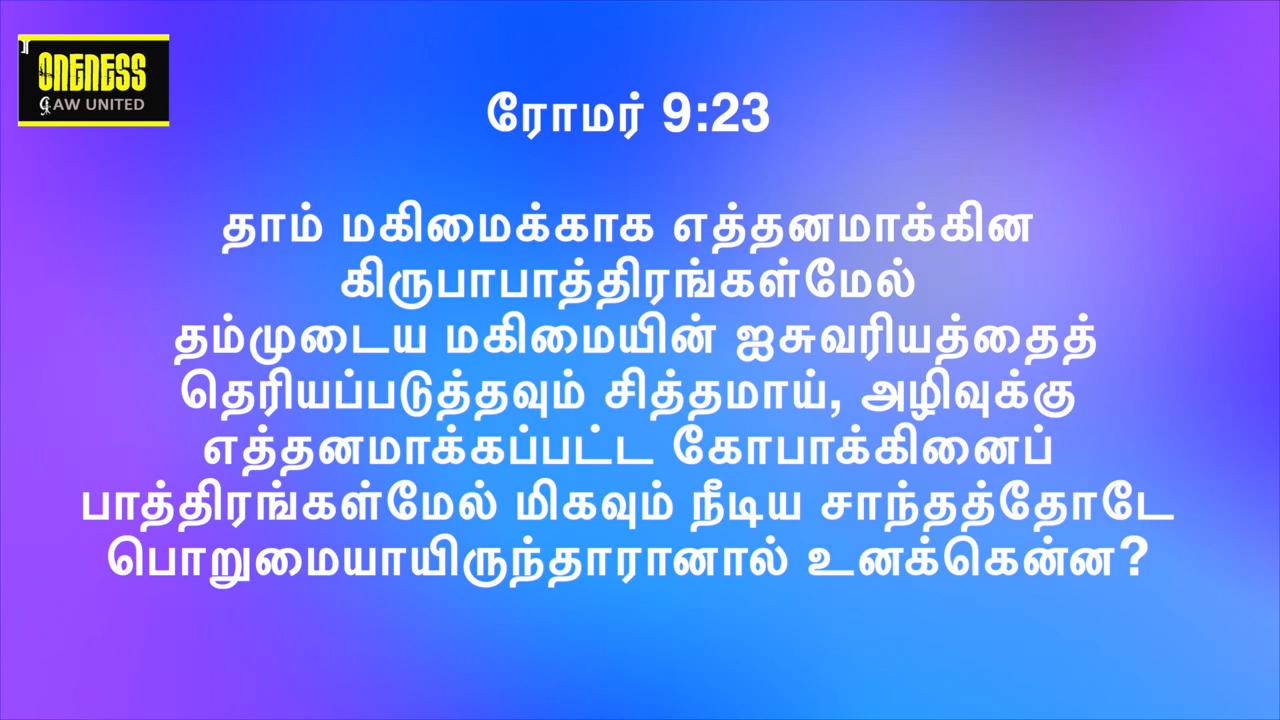 ONENESS
LAW UNITED
ரோமர் 9:23
தாம் மகிமைக்காக எத்தனமாக்கின
கிருபாபாத்திரங்கள்மேல்
தம்முடைய மகிமையின் ஐசுவரியத்தைத்
தெரியப்படுத்தவும் சித்தமாய், அழிவுக்கு
எத்தனமாக்கப்பட்ட கோபாக்கினைப்
பாத்திரங்கள்மேல் மிகவும் நீடிய சாந்தத்தோடே
பொறுமையாயிருந்தாரானால் உனக்கென்ன?